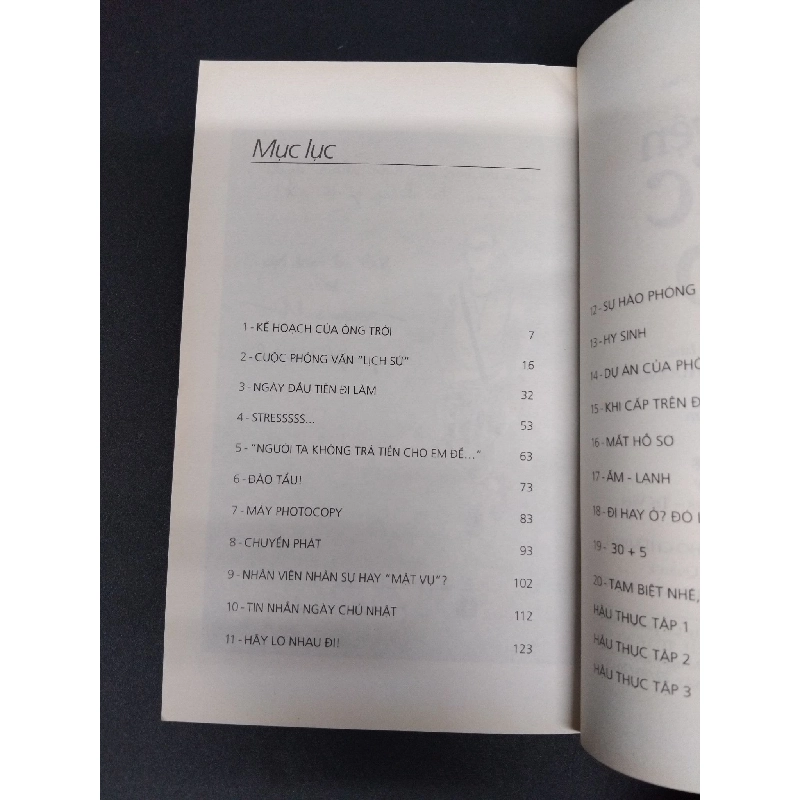 Mục lục
1 - KẾ HOẠCH CỦA ÔNG TRỜI 7
2 - CUỘC PHỎNG VẤN "LỊCH SỬ" 16
3 - NGÀY ĐẦU TIÊN ĐI LÀM 32
4 - STRESSSSS... 53
5 - "NGƯỜI TA KHÔNG TRẢ TIỀN CHO EM ĐỂ..." 63
6 - ĐÀO TẨU! 73
7 - MÁY PHOTOCOPY 83
8 - CHUYỂN PHÁT 93
9 - NHÂN VIÊN NHÂN SỰ HAY "MẬT VỤ"? 102
10 - TIN NHẮN NGÀY CHỦ NHẬT 112
11 - HÃY LO NHAU ĐI! 123
12 - SỰ HÀO PHÓNG
13 - HY SINH
14 - DỰ ÁN CỦA
15 - KHI CẤP TRÊN
16 - MẤT HỒ SƠ
17 - ẤM - LẠNH
18 - ĐI HAY Ở? ĐÓ
19 - 30 + 5
20 - TẠM BIỆT NHÉ,
HẬU THỰC TẬP 1
HẬU THỰC TẬP 2
HẬU THỰC TẬP 3